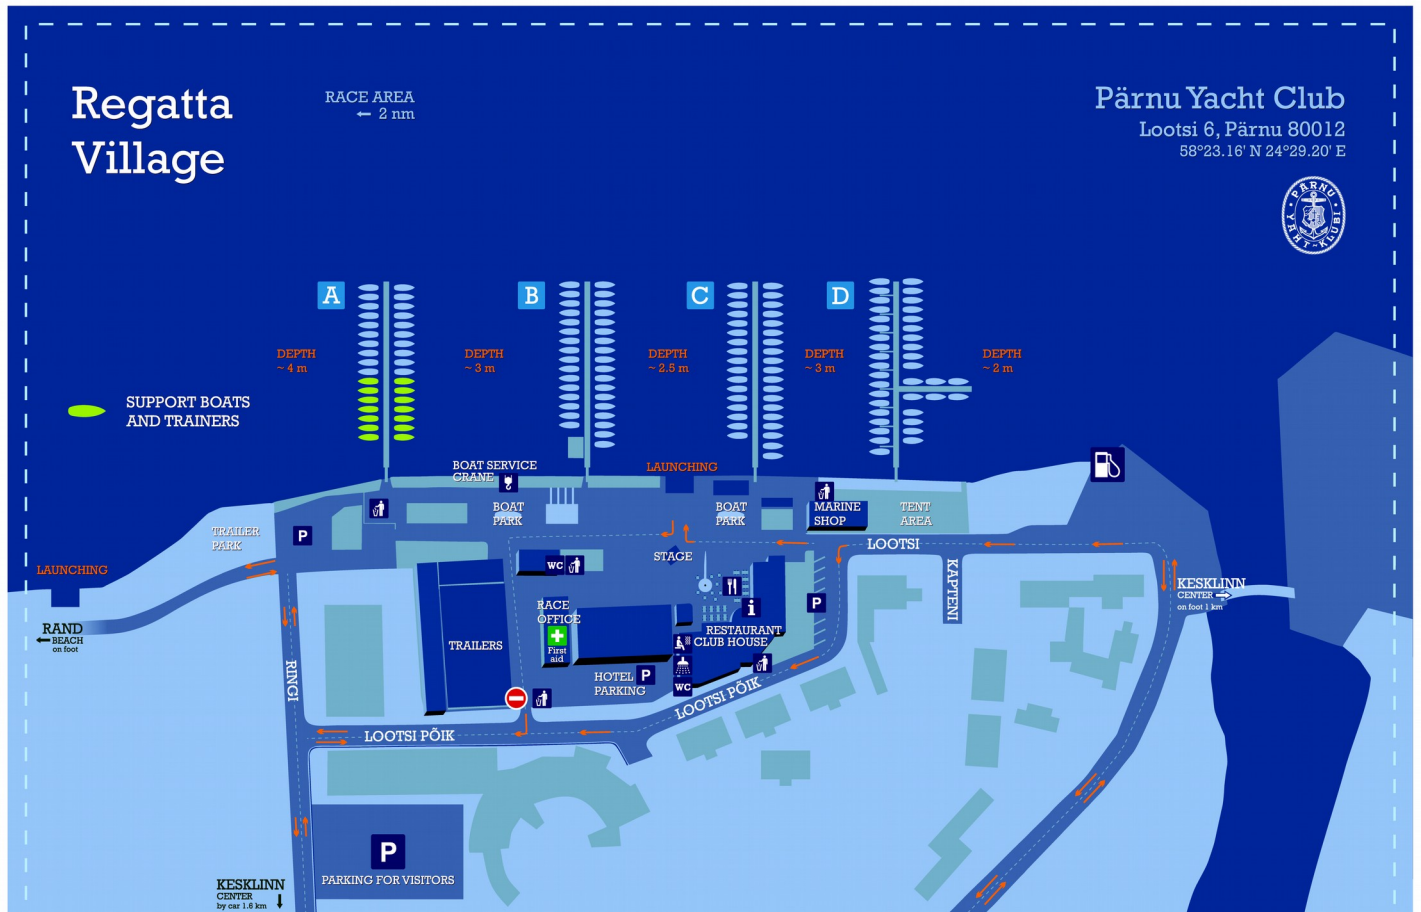 Regatta
Village
RACE AREA
← 2 nm
Pärnu Yacht Club
Lootsi 6, Pärnu 80012
58°23.16' N 24°29.20' E
PÄRNU
YAHT-KLUBI
A
B
C
D
DEPTH
~ 4 m
DEPTH
~ 3 m
DEPTH
~ 2.5 m
DEPTH
~ 3 m
DEPTH
~ 2 m
SUPPORT BOATS
AND TRAINERS
BOAT SERVICE
CRANE
LAUNCHING
BOAT
PARK
BOAT
PARK
MARINE
SHOP
TENT
AREA
TRAILER
PARK
P
LOOTSI
STAGE
WC
LAUNCHING
KAPTENI
KESKLINN
CENTER →
on foot 1 km
RACE
OFFICE
First
aid
i
P
RESTAURANT
CLUB HOUSE
RAND
← BEACH
on foot
TRAILERS
RINGI
HOTEL
PARKING
P
WC
LOOTSI PÕIK
LOOTSI PÕIK
P
PARKING FOR VISITORS
KESKLINN
CENTER
by car 1.6 km ↓